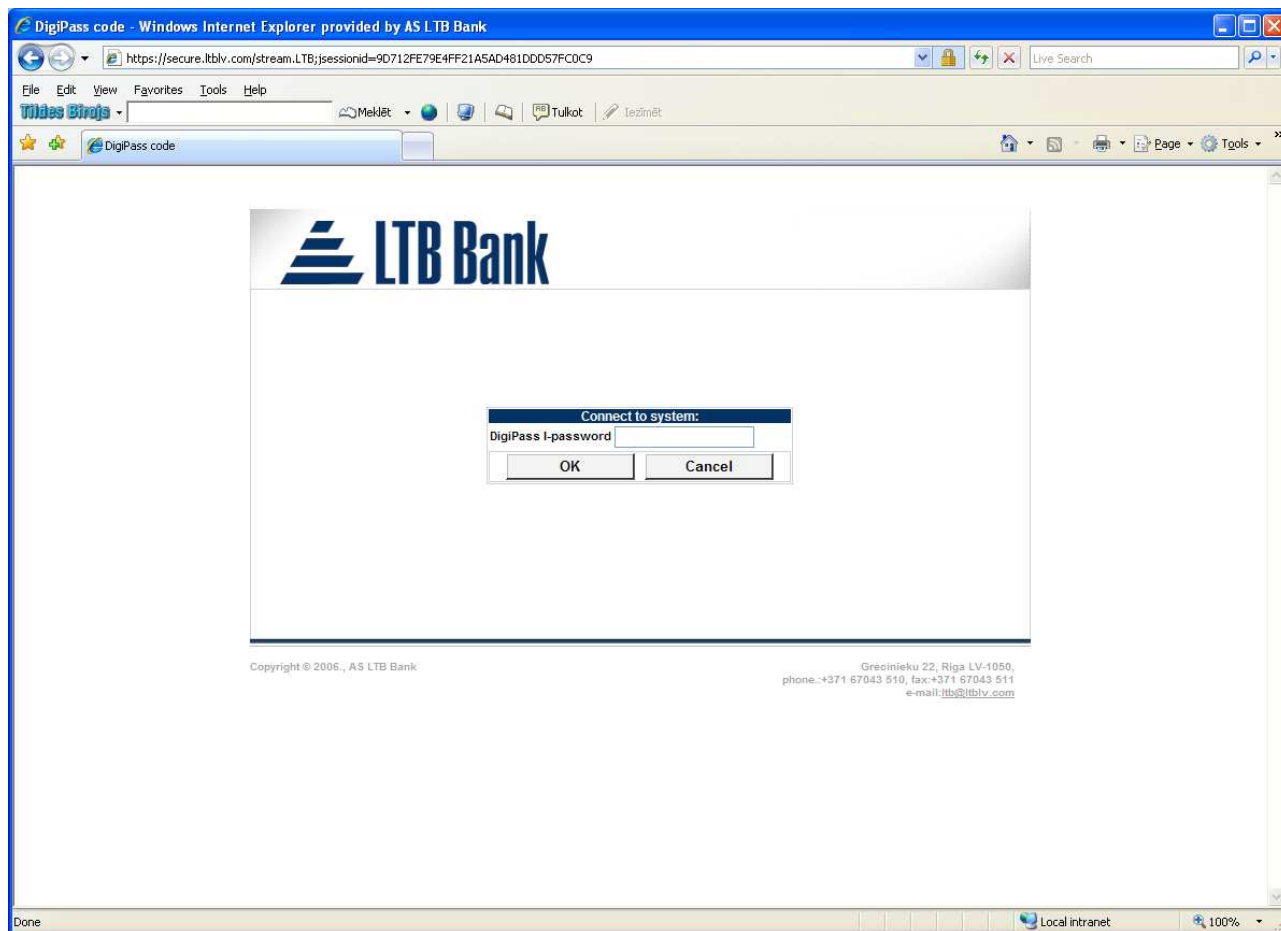 DigiPass code - Windows Internet Explorer provided by AS LTB Bank
https://secure.ltblv.com/stream.LTB;jsessionid=9D712FE79E4FF21A5AD481DDD57FC0C9
Live Search
File Edit View Favorites Tools Help
Tildes Birojs Meklēt Tulkot Iezīmēt
DigiPass code Page Tools »
LTB Bank
Connect to system:
DigiPass I-password
OK Cancel
Copyright © 2006., AS LTB Bank
Grecinieku 22, Riga LV-1050,
phone.:+371 67043 510, fax:+371 67043 511
e-mail:ltb@ltblv.com
Done Local intranet 100%